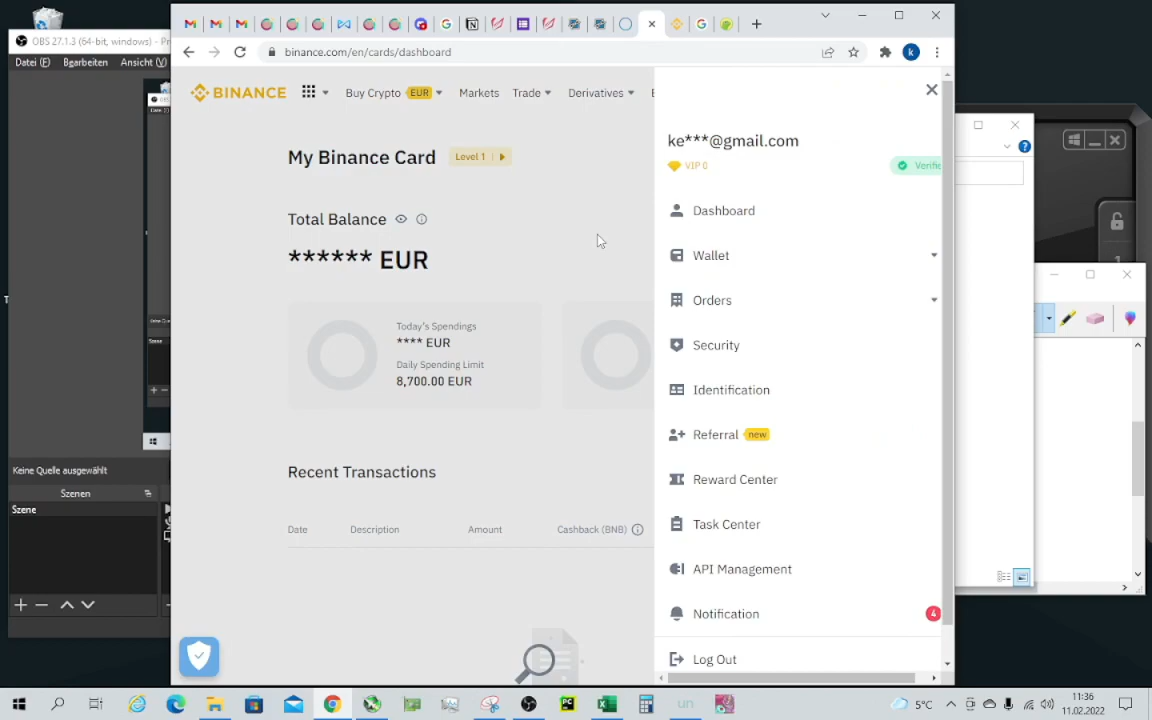 OBS 27.1.3 (64-bit, windows) - Pr
Datei (F) Bearbeiten Ansicht (V)
binance.com/en/cards/dashboard
BINANCE
Buy Crypto EUR
Markets
Trade
Derivatives
My Binance Card
Level 1
Total Balance
****** EUR
Today's Spendings
**** EUR
Daily Spending Limit
8,700.00 EUR
Recent Transactions
Date Description Amount Cashback (BNB)
ke***@gmail.com
VIP 0
Verifie
Dashboard
Wallet
Orders
Security
Identification
Referral new
Reward Center
Task Center
API Management
Notification 4
Log Out
Keine Quelle ausgewählt
Szenen
Szene
5°C
11:36
11.02.2022